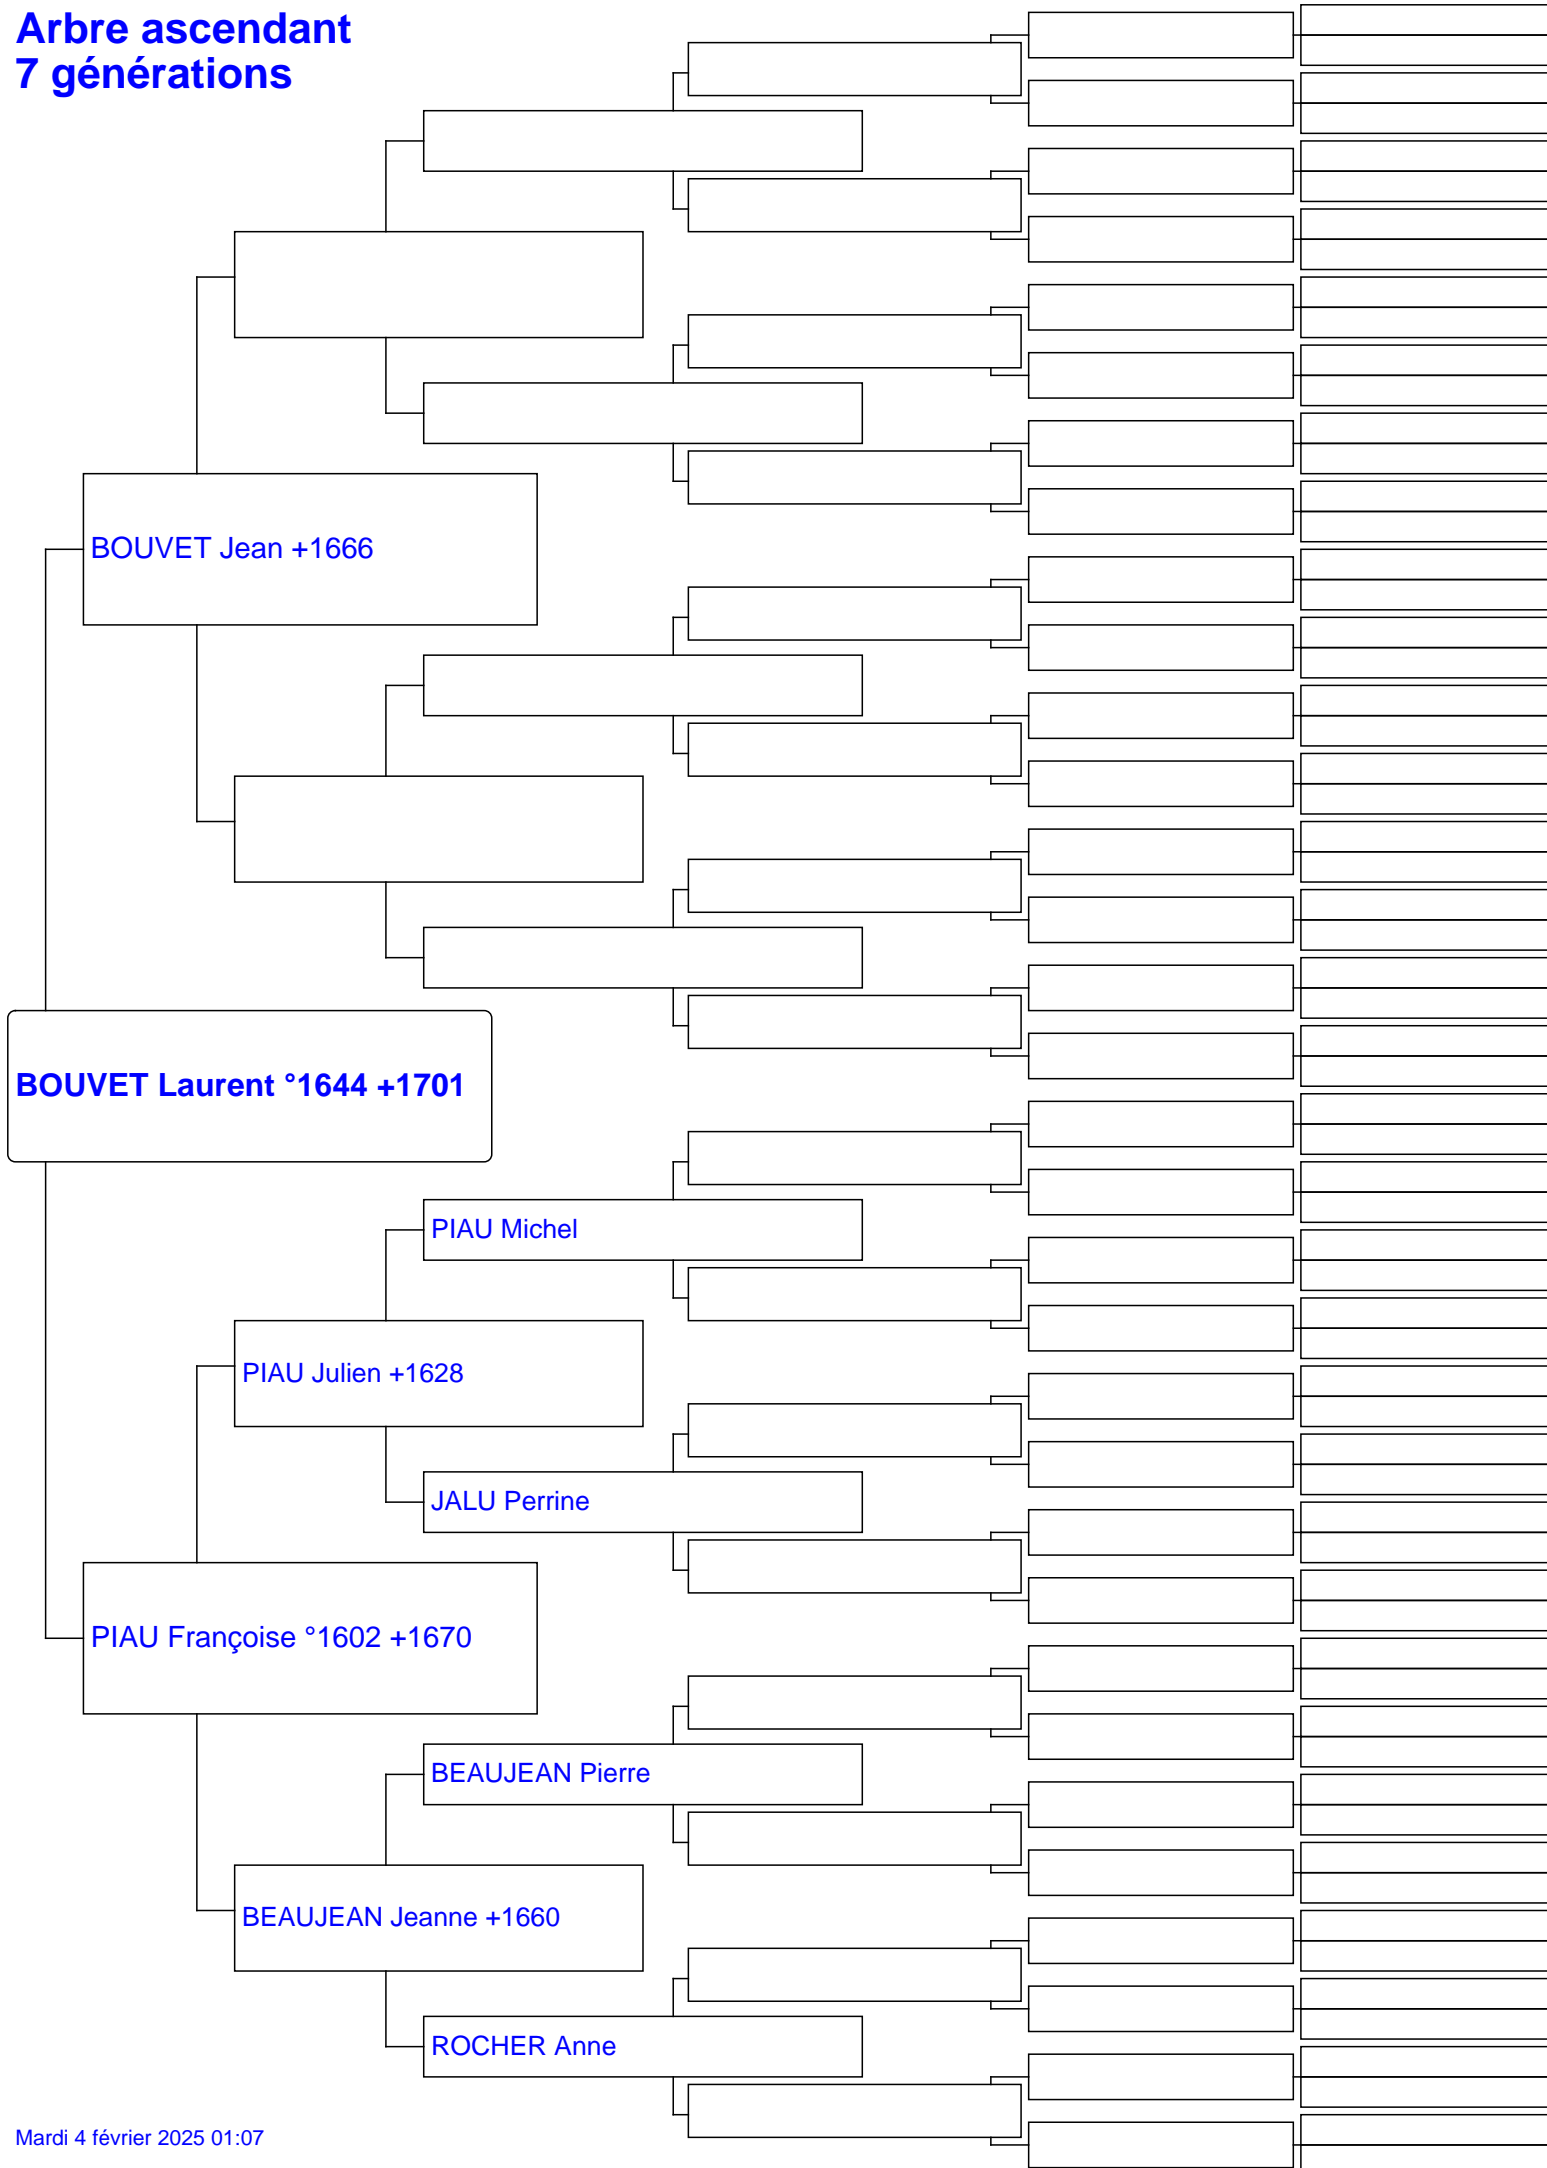 Arbre ascendant
7 générations
BOUVET Jean +1666
BOUVET Laurent °1644 +1701
PIAU Michel
PIAU Julien +1628
JALU Perrine
PIAU Françoise °1602 +1670
BEAUJEAN Pierre
BEAUJEAN Jeanne +1660
ROCHER Anne
Mardi 4 février 2025 01:07